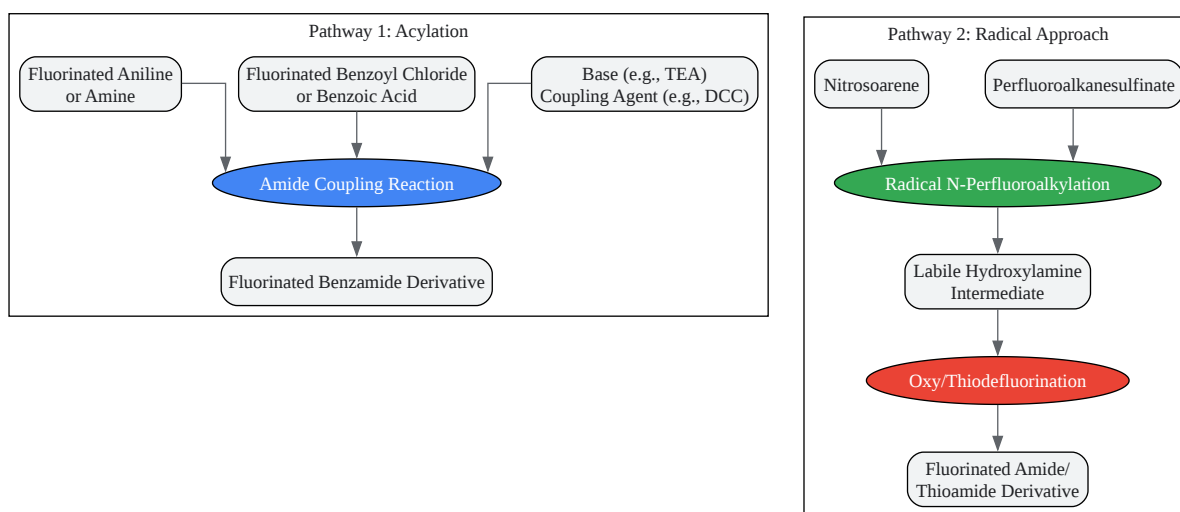 Pathway 1: Acylation
Fluorinated Aniline
or Amine
Fluorinated Benzoyl Chloride
or Benzoic Acid
Base (e.g., TEA)
Coupling Agent (e.g., DCC)
Amide Coupling Reaction
Fluorinated Benzamide Derivative
Pathway 2: Radical Approach
Nitrosoarene
Perfluoroalkanesulfinate
Radical N-Perfluoroalkylation
Labile Hydroxylamine
Intermediate
Oxy/Thiodefluorination
Fluorinated Amide/
Thioamide Derivative